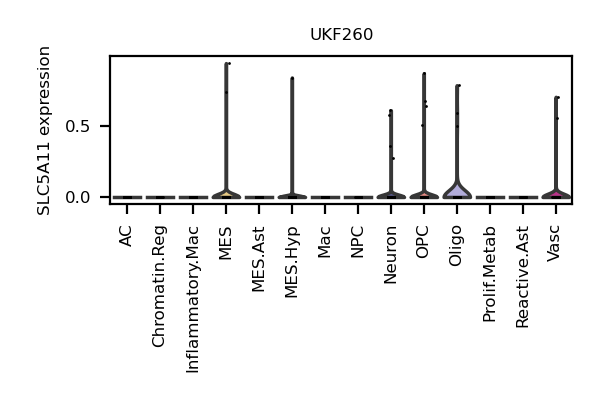 UKF260
SLC5A11 expression
0.5
0.0
AC
Chromatin.Reg
Inflammatory.Mac
MES
MES.Ast
MES.Hyp
Mac
NPC
Neuron
OPC
Oligo
Prolif.Metab
Reactive.Ast
Vasc